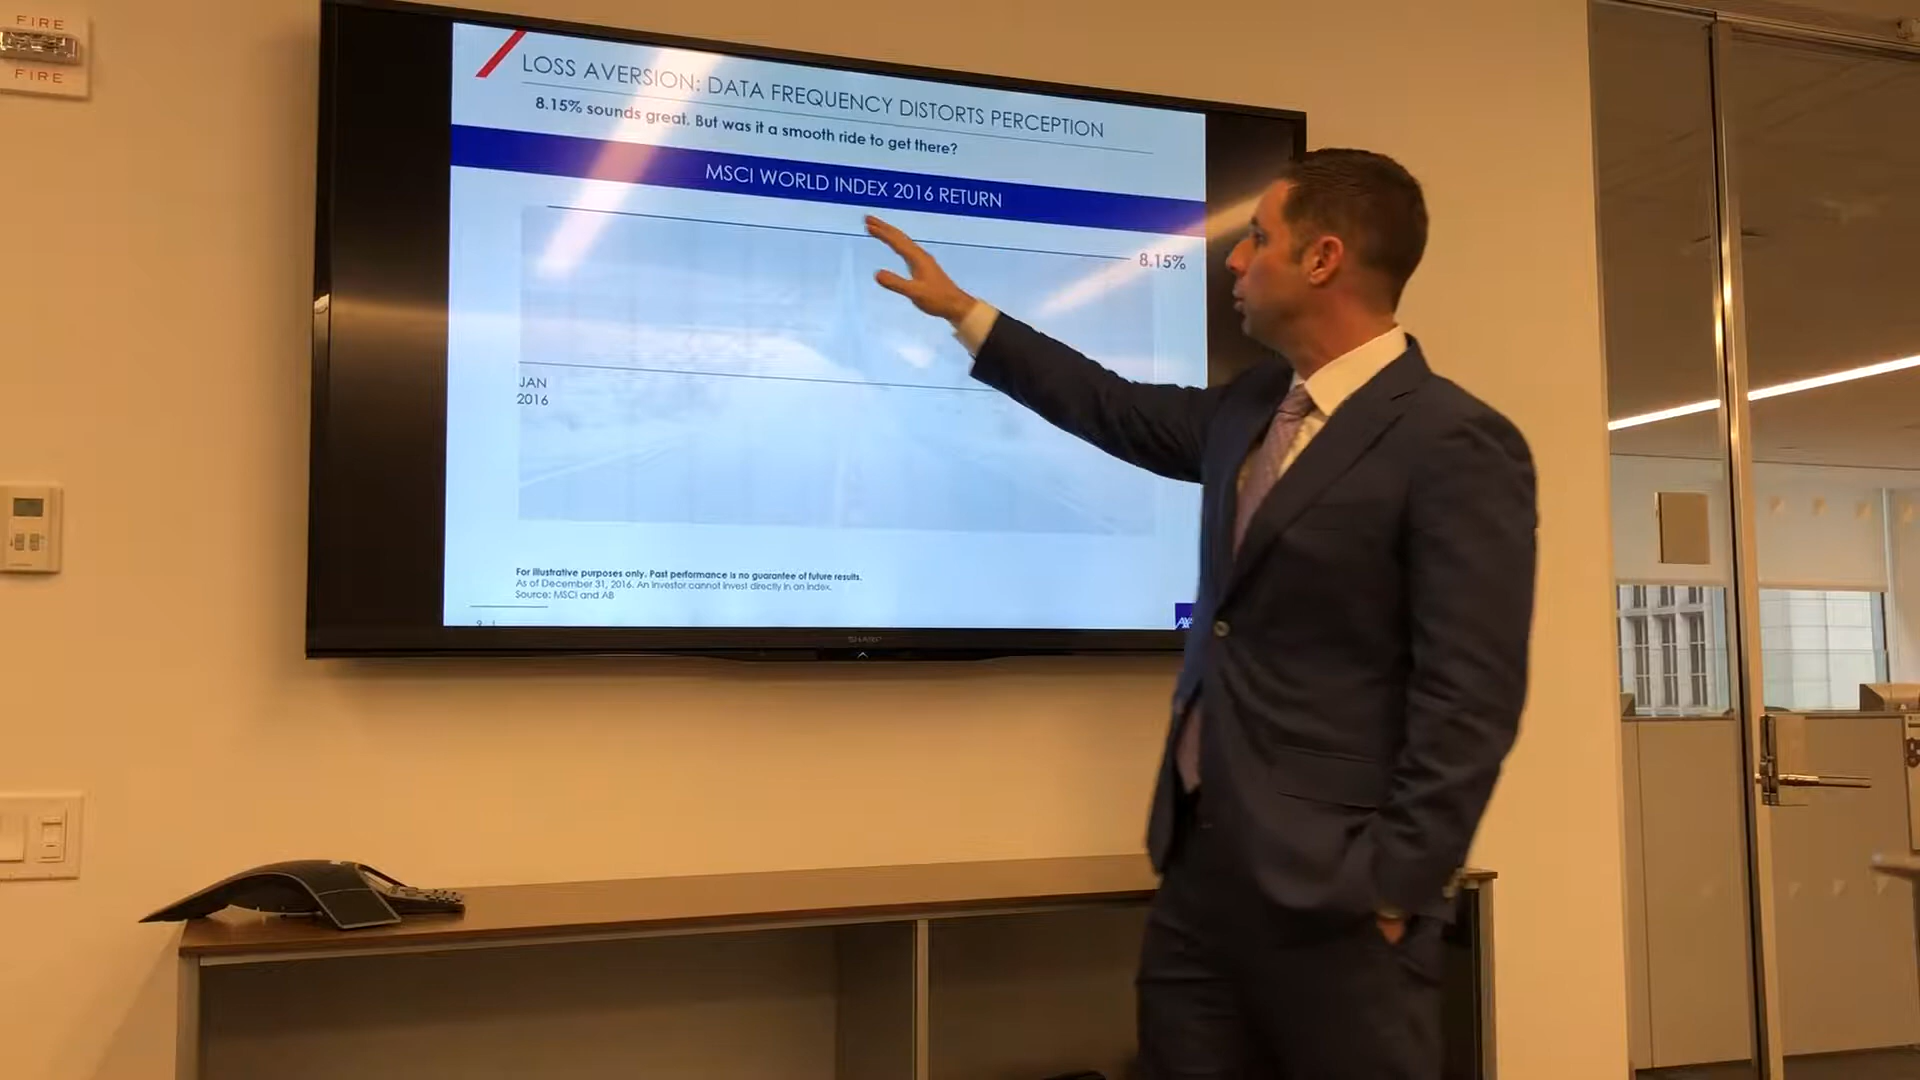 FIRE
FIRE
LOSS AVERSION: DATA FREQUENCY DISTORTS PERCEPTION
8.15% sounds great. But was it a smooth ride to get there?
MSCI WORLD INDEX 2016 RETURN
8.15%
JAN
2016
For illustrative purposes only. Past performance is no guarantee of future results.
As of December 31, 2016. An investor cannot invest directly in an index.
Source: MSCI and AB
9
AXA
SHARP